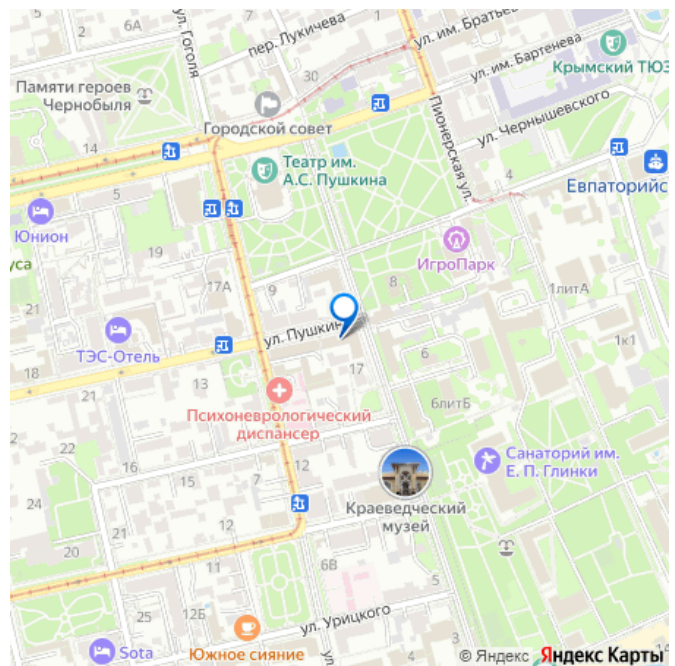 2
6А
ул. Гоголя
пер. Лукичева
ул. им. Братье
ул. им. Бартенева
Крымский ТЮЗ
30
Памяти героев
Чернобыля
Городской совет
ул. Чернышевского
Пионерская ул.
14
Театр им.
А.С. Пушкина
5
4
Евпаторийс
Юнион
19
уса
ИгроПарк
17А
9
8
1литА
ул. Пушкин
ТЭС-Отель
6
1к1
18
21
13
17
6литБ
Психоневрологический
диспансер
22
16
12
Санаторий им.
Е. П. Глинки
15
24
7
11
Краеведческий
музей
12
20
21
6В
5
25
12Б
ул. Урицкого
Sota
Южное сияние
© Яндекс Яндекс Карты